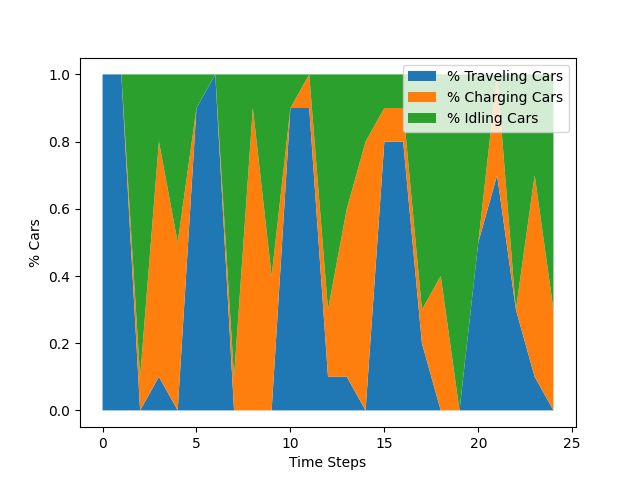 % Traveling Cars
% Charging Cars
% Idling Cars
1.0
0.8
0.6
0.4
0.2
0.0
% Cars
0 5 10 15 20 25
Time Steps